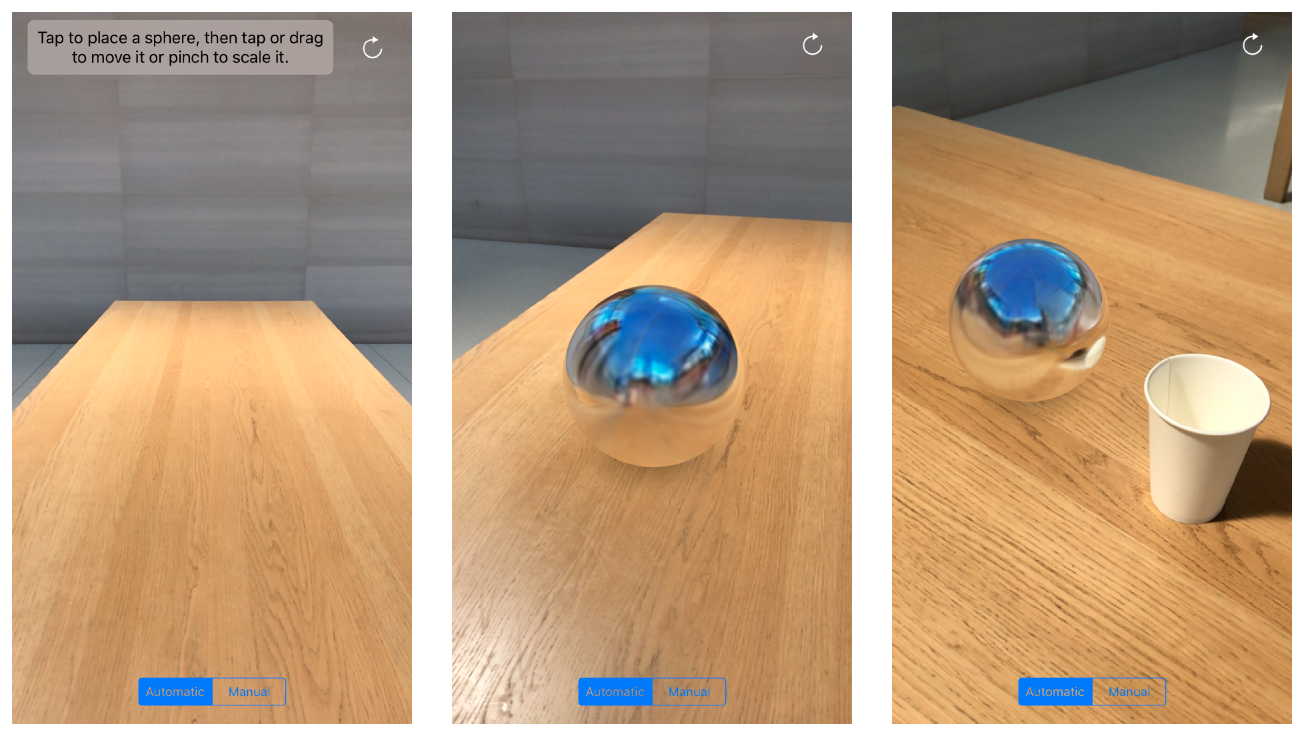 Tap to place a sphere, then tap or drag
to move it or pinch to scale it.
Automatic Manual
Automatic Manual
Automatic Manual